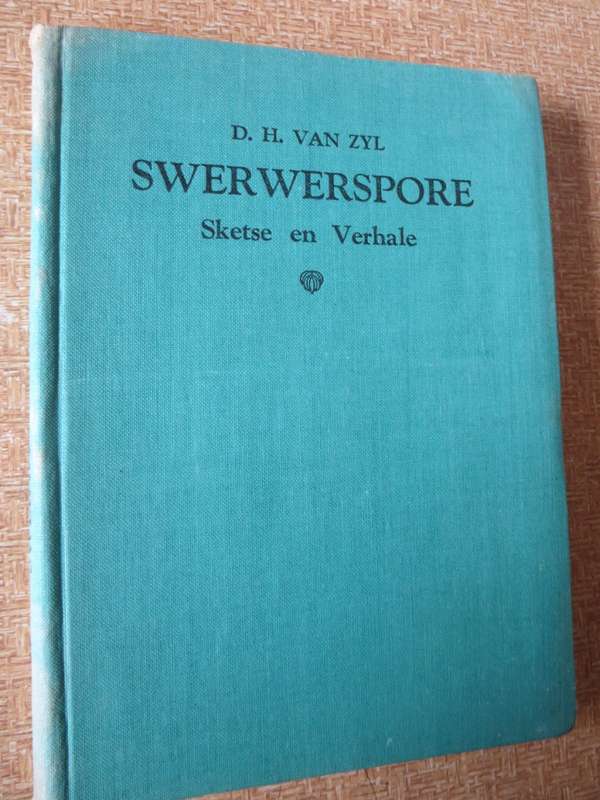 D. H. VAN ZYL
SWERWERSPORE
Sketse en Verhale